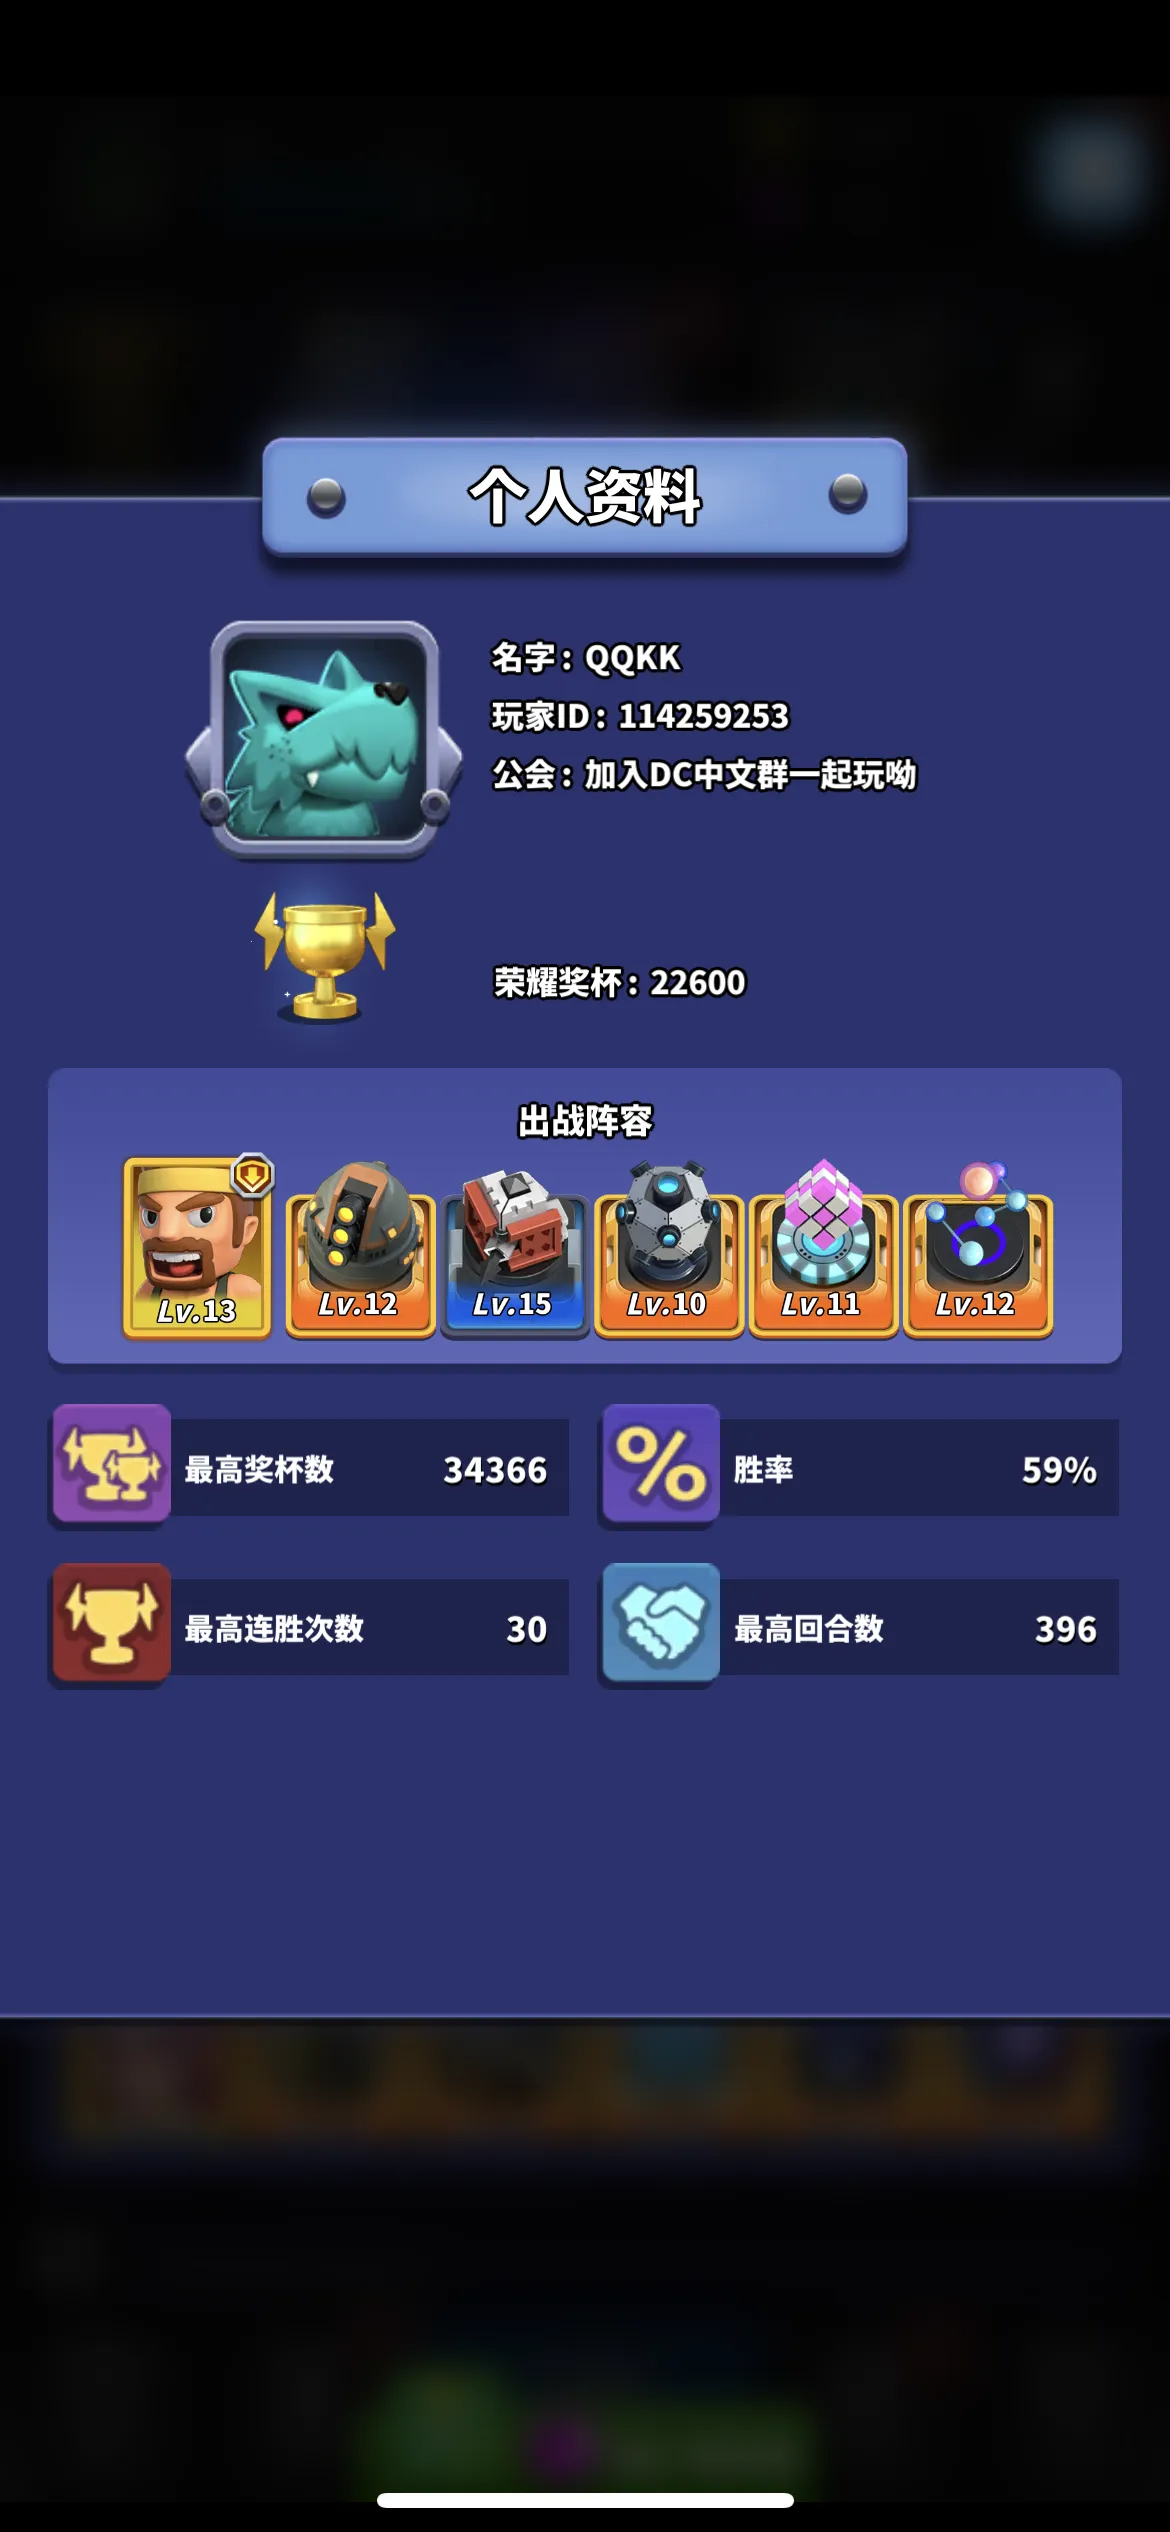 个人资料
名字：QQKK
玩家ID：114259253
公会：加入DC中文群一起玩呦
荣耀奖杯：22600
出战阵容
Lv.13 Lv.12 Lv.15 Lv.10 Lv.11 Lv.12
最高奖杯数 34366 胜率 59%
最高连胜次数 30 最高回合数 396